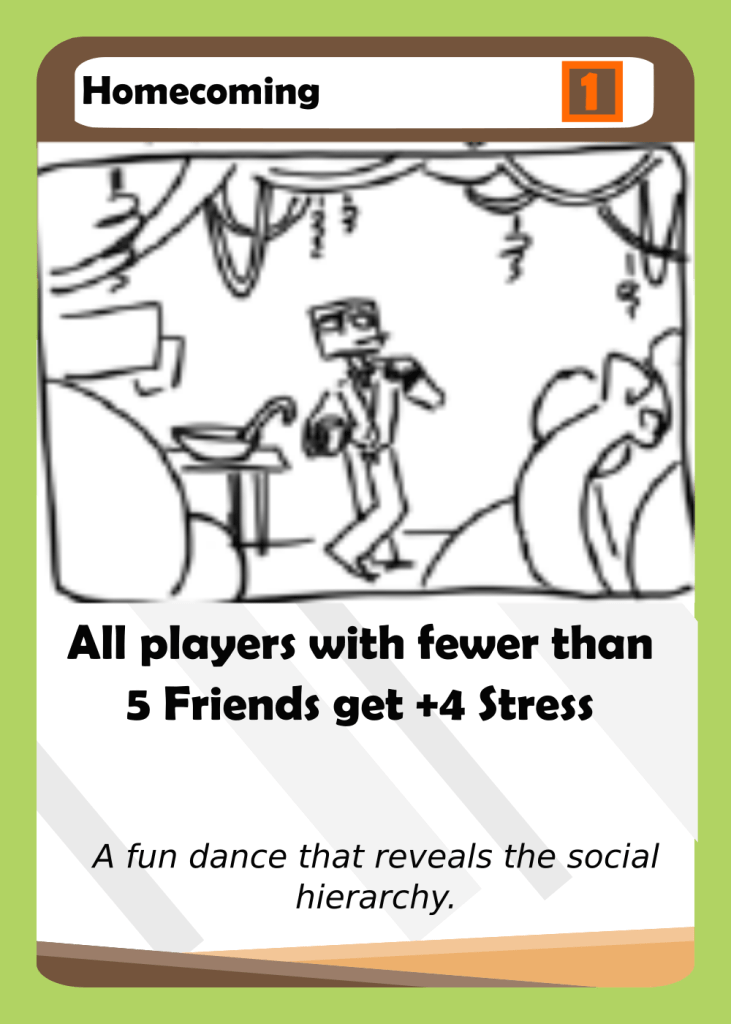 Homecoming
1
All players with fewer than
5 Friends get +4 Stress
A fun dance that reveals the social
hierarchy.